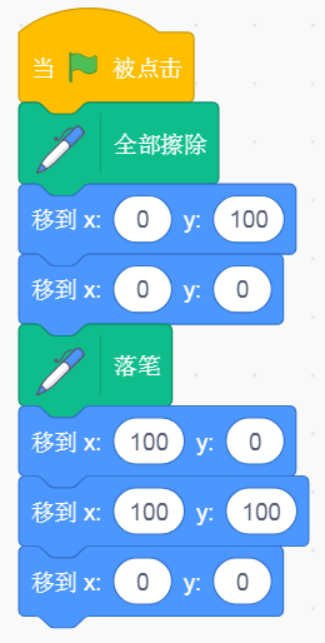 当 被点击
全部擦除
移到 x: 0 y: 100
移到 x: 0 y: 0
落笔
移到 x: 100 y: 0
移到 x: 100 y: 100
移到 x: 0 y: 0